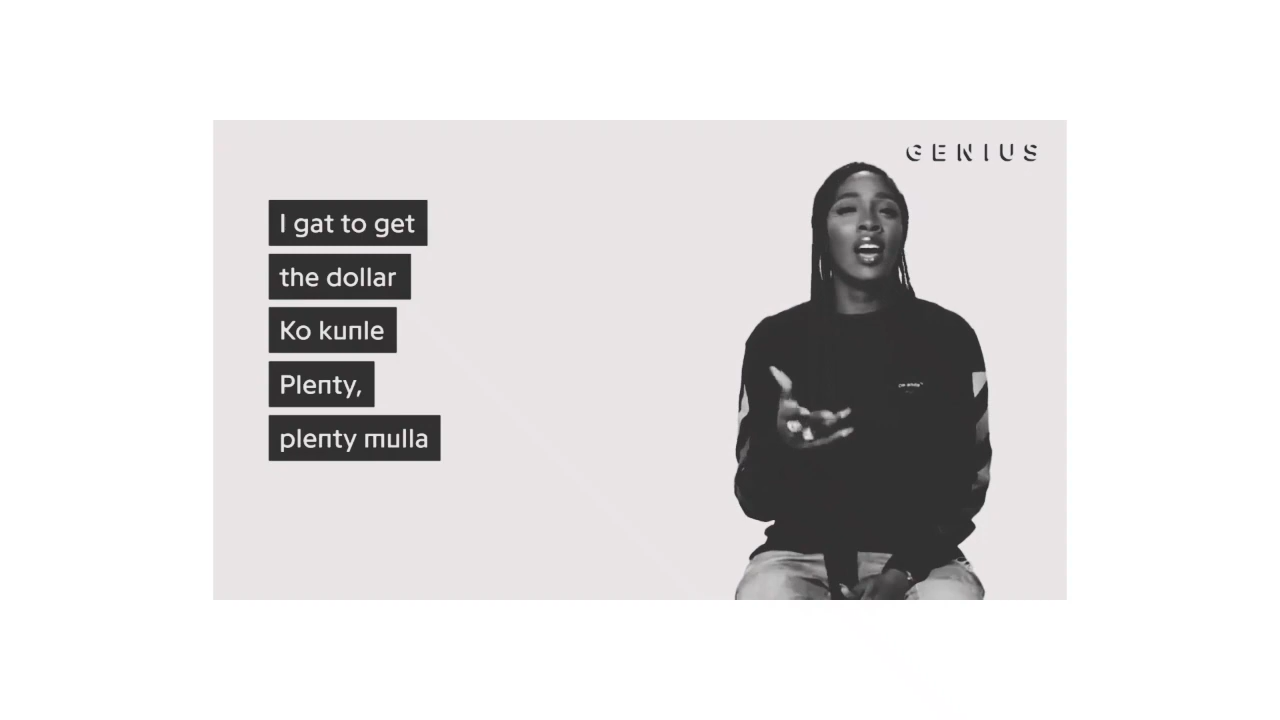 GENIUS
I gat to get
the dollar
Ko kunle
Plenty,
plenty mulla